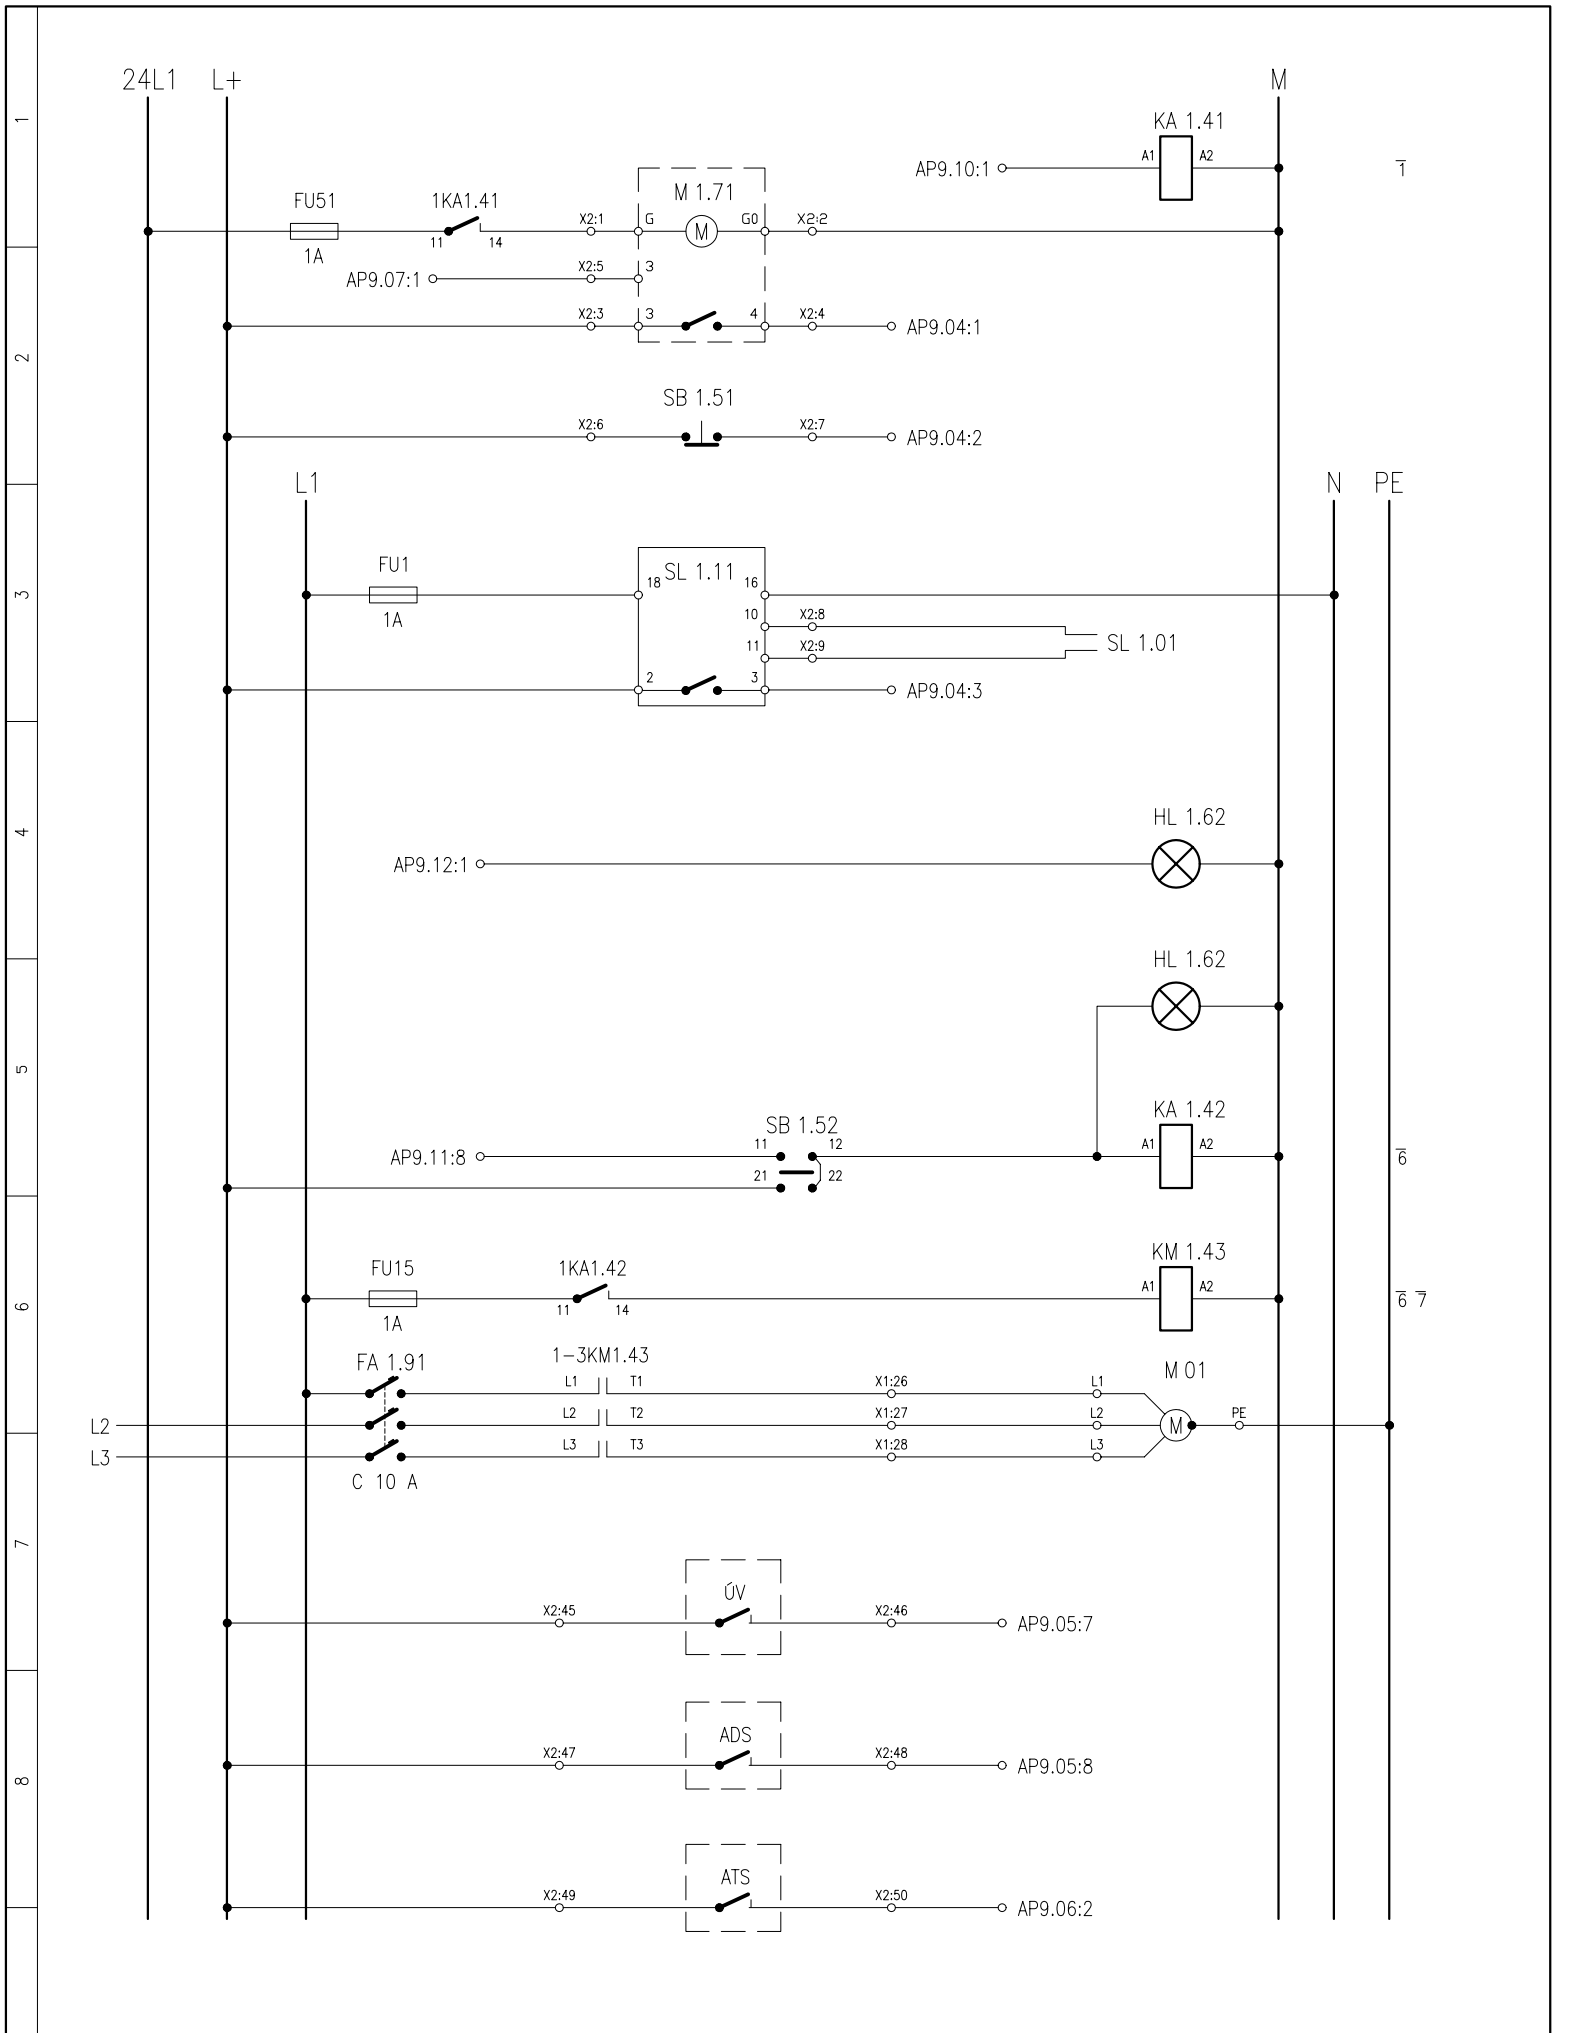 24L1 L+ M
1
KA 1.41
AP9.10:1 A1 A2 1
M 1.71
FU51 1KA1.41 X2:1 G M G0 X2:2
1A 11 14
AP9.07:1 X2:5 3
X2:3 3 4 X2:4 AP9.04:1
2
SB 1.51
X2:6 X2:7 AP9.04:2
L1 N PE
3
FU1 18 SL 1.11 16
1A
10 X2:8
11 X2:9 SL 1.01
2 3 AP9.04:3
4
HL 1.62
AP9.12:1
HL 1.62
5
KA 1.42
SB 1.52
AP9.11:8 11 12 A1 A2 6
21 22
6
KM 1.43
FU15 1KA1.42 A1 A2 6 7
1A 11 14
FA 1.91 1-3KM1.43 M 01
L1 T1 X1:26 L1
L2 L2 T2 X1:27 L2 M PE
L3 L3 T3 X1:28 L3
C 10 A
7
ÚV
X2:45 X2:46 AP9.05:7
8
ADS
X2:47 X2:48 AP9.05:8
ATS
X2:49 X2:50 AP9.06:2